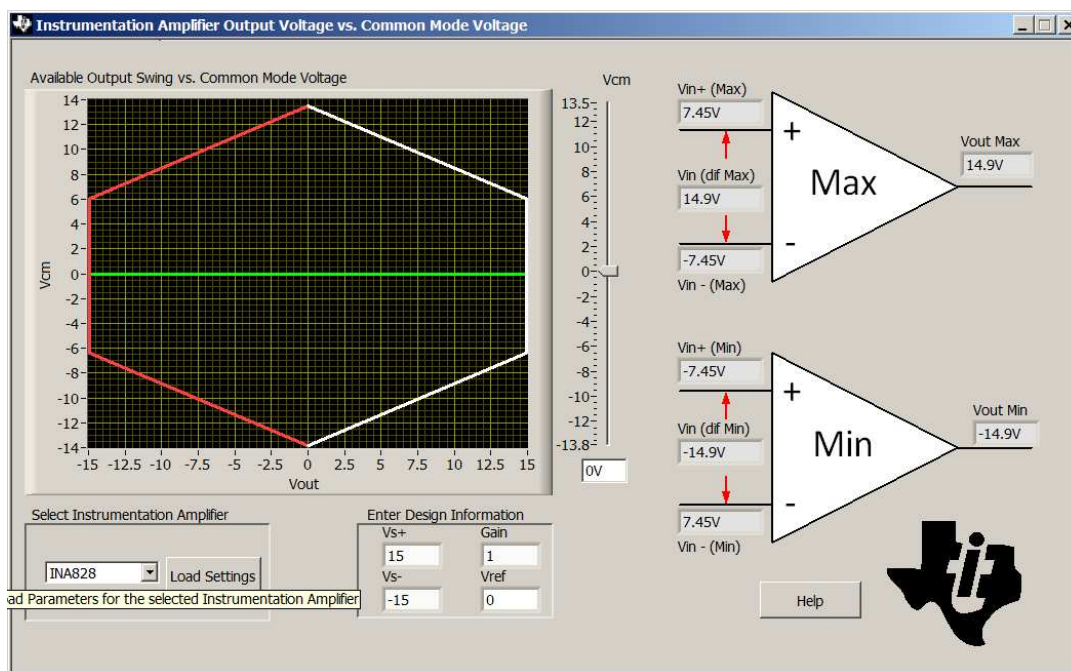 Instrumentation Amplifier Output Voltage vs. Common Mode Voltage
Available Output Swing vs. Common Mode Voltage
Vcm
14
12
10
8
6
4
2
0
-2
-4
-6
-8
-10
-12
-14
Vcm
-15 -12.5 -10 -7.5 -5 -2.5 0 2.5 5 7.5 10 12.5 15
Vout
13.5
12
10
8
6
4
2
0
-2
-4
-6
-8
-10
-12
-13.8
0V
Vin+ (Max)
7.45V
+
Vin (dif Max)
14.9V
Max
-
-7.45V
Vin - (Max)
Vout Max
14.9V
Vin+ (Min)
-7.45V
+
Vin (dif Min)
-14.9V
Min
-
7.45V
Vin - (Min)
Vout Min
-14.9V
Select Instrumentation Amplifier
INA828
Load Settings
ad Parameters for the selected Instrumentation Amplifier
Enter Design Information
Vs+ Gain
15 1
Vs- Vref
-15 0
Help